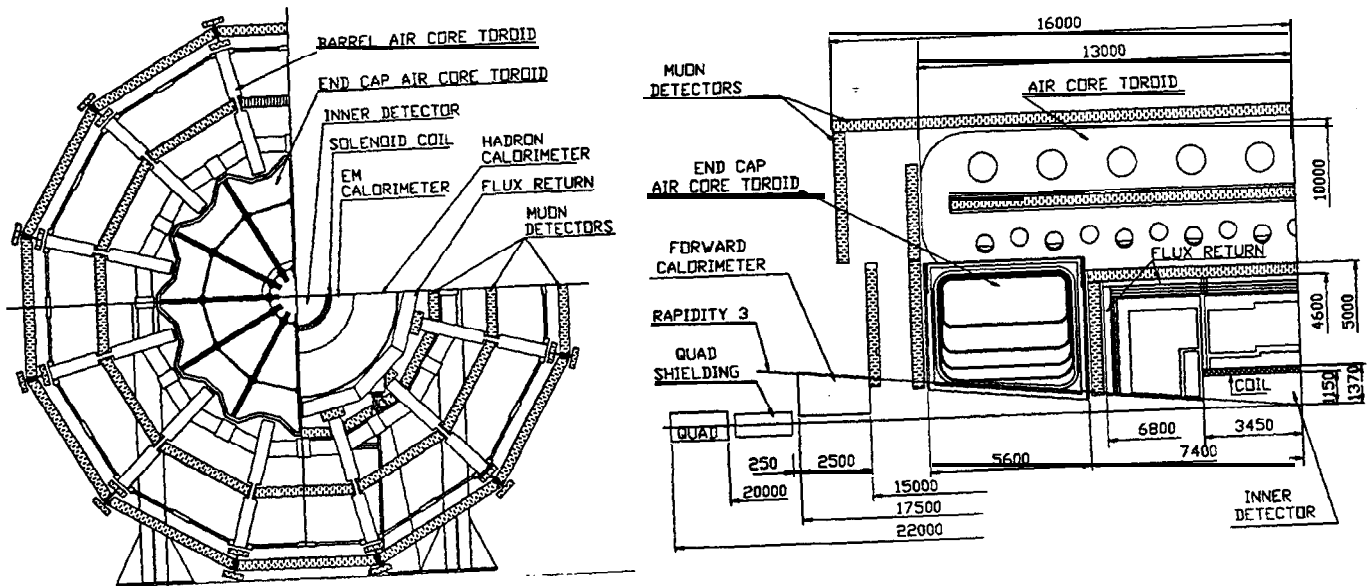 BARREL AIR CORE TOROID
END CAP AIR CORE TOROID
INNER DETECTOR
SOLENOID COIL
HADRON
CALORIMETER
EM
CALORIMETER
FLUX RETURN
MUON
DETECTORS
16000
13000
MUON
DETECTORS
AIR CORE TOROID
END CAP
AIR CORE TOROID
10000
FORWARD
CALORIMETER
FLUX RETURN
RAPIDITY 3
4600
5000
QUAD
SHIELDING
COIL
1150
1370
QUAD
6800
3450
250
2500
5600
7400
20000
15000
17500
22000
INNER
DETECTOR